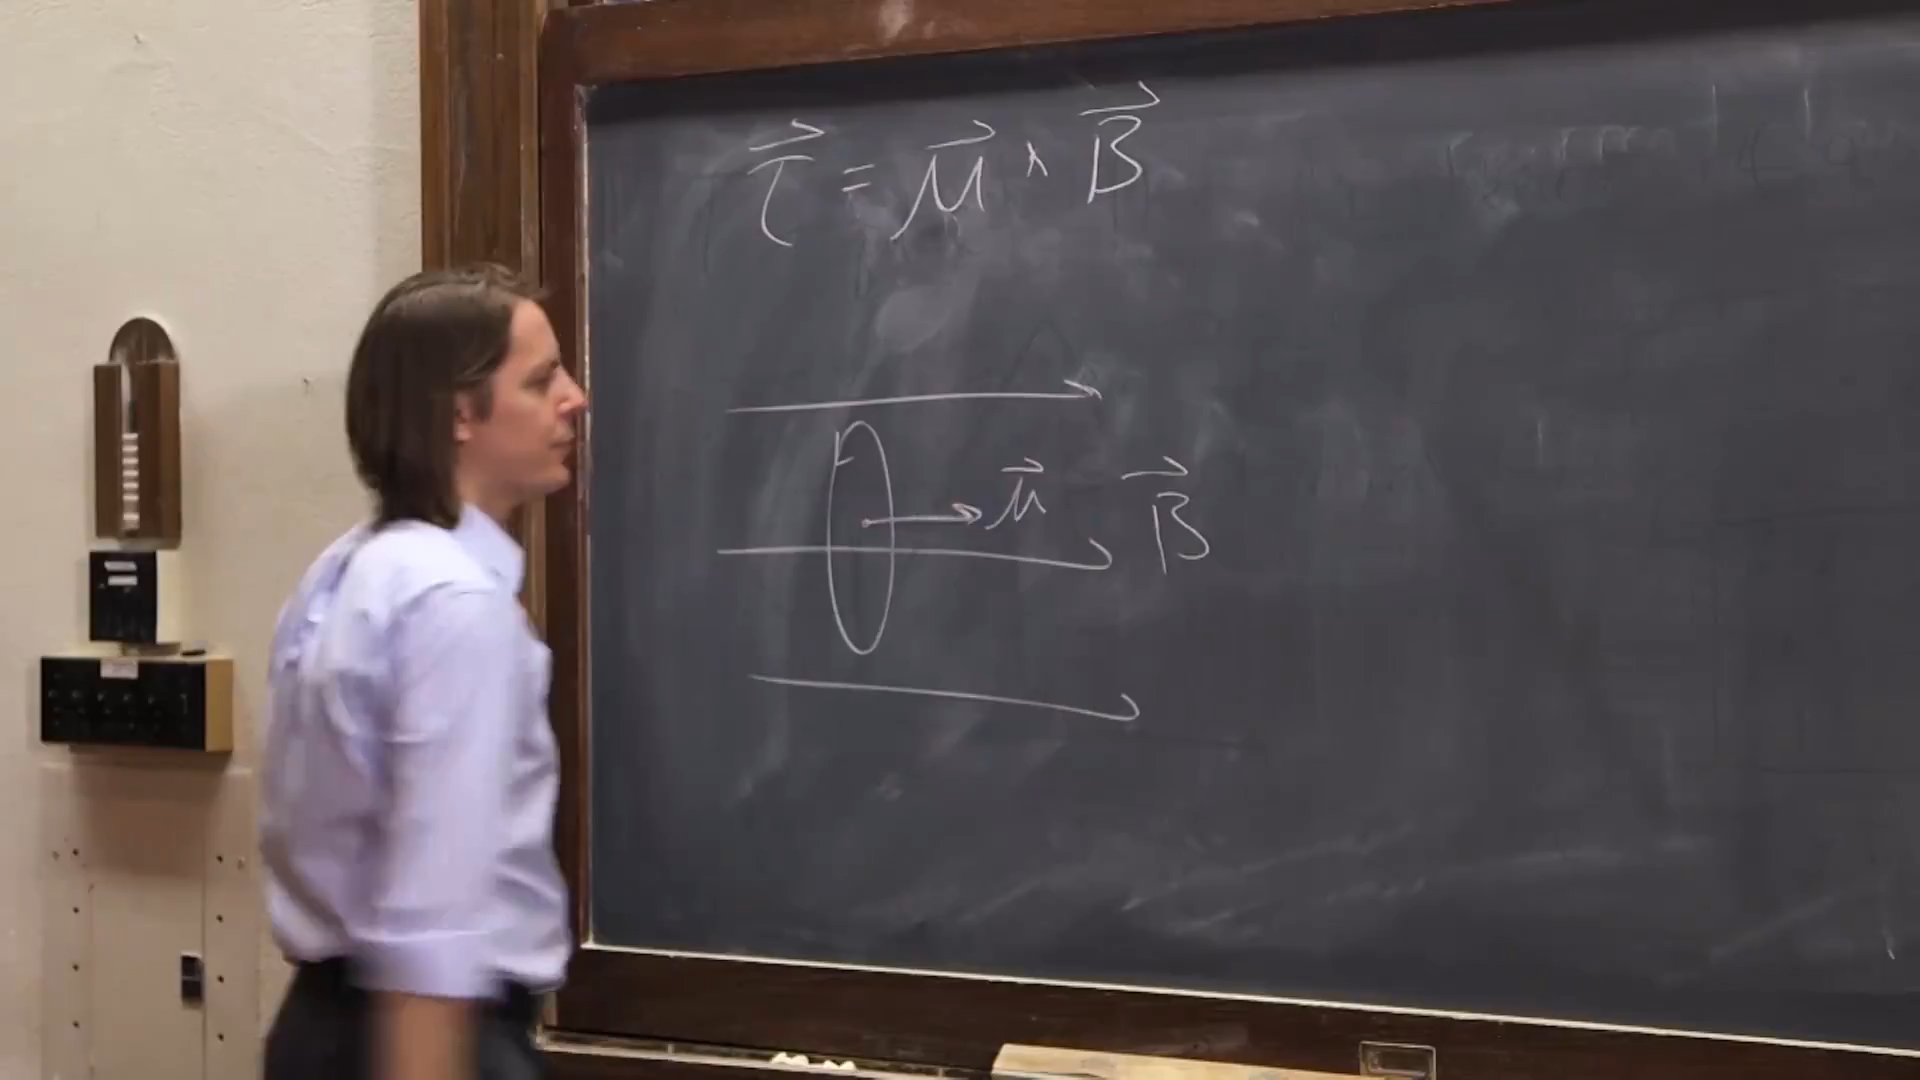 τ⃗ = μ⃗ × B⃗
μ⃗
B⃗